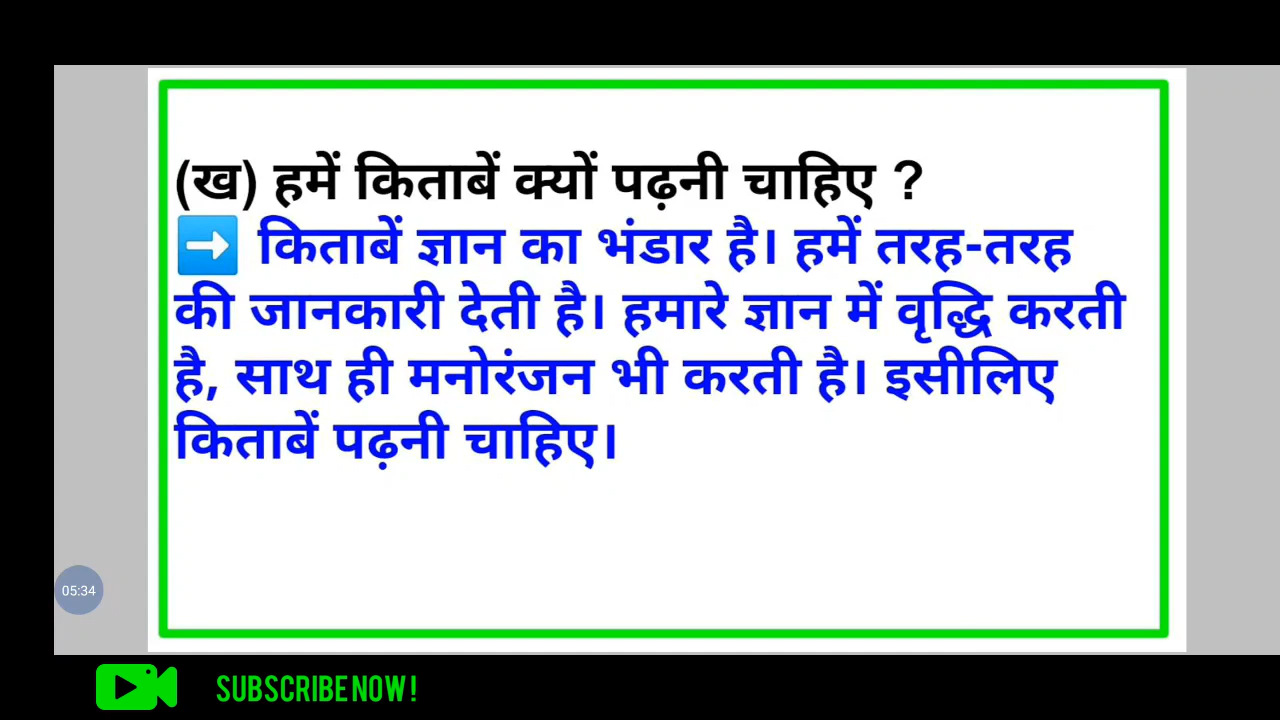 (ख) हमें किताबें क्यों पढ़नी चाहिए ?
➡️ किताबें ज्ञान का भंडार है। हमें तरह-तरह
की जानकारी देती है। हमारे ज्ञान में वृद्धि करती
है, साथ ही मनोरंजन भी करती है। इसीलिए
किताबें पढ़नी चाहिए।
05:34
SUBSCRIBE NOW !